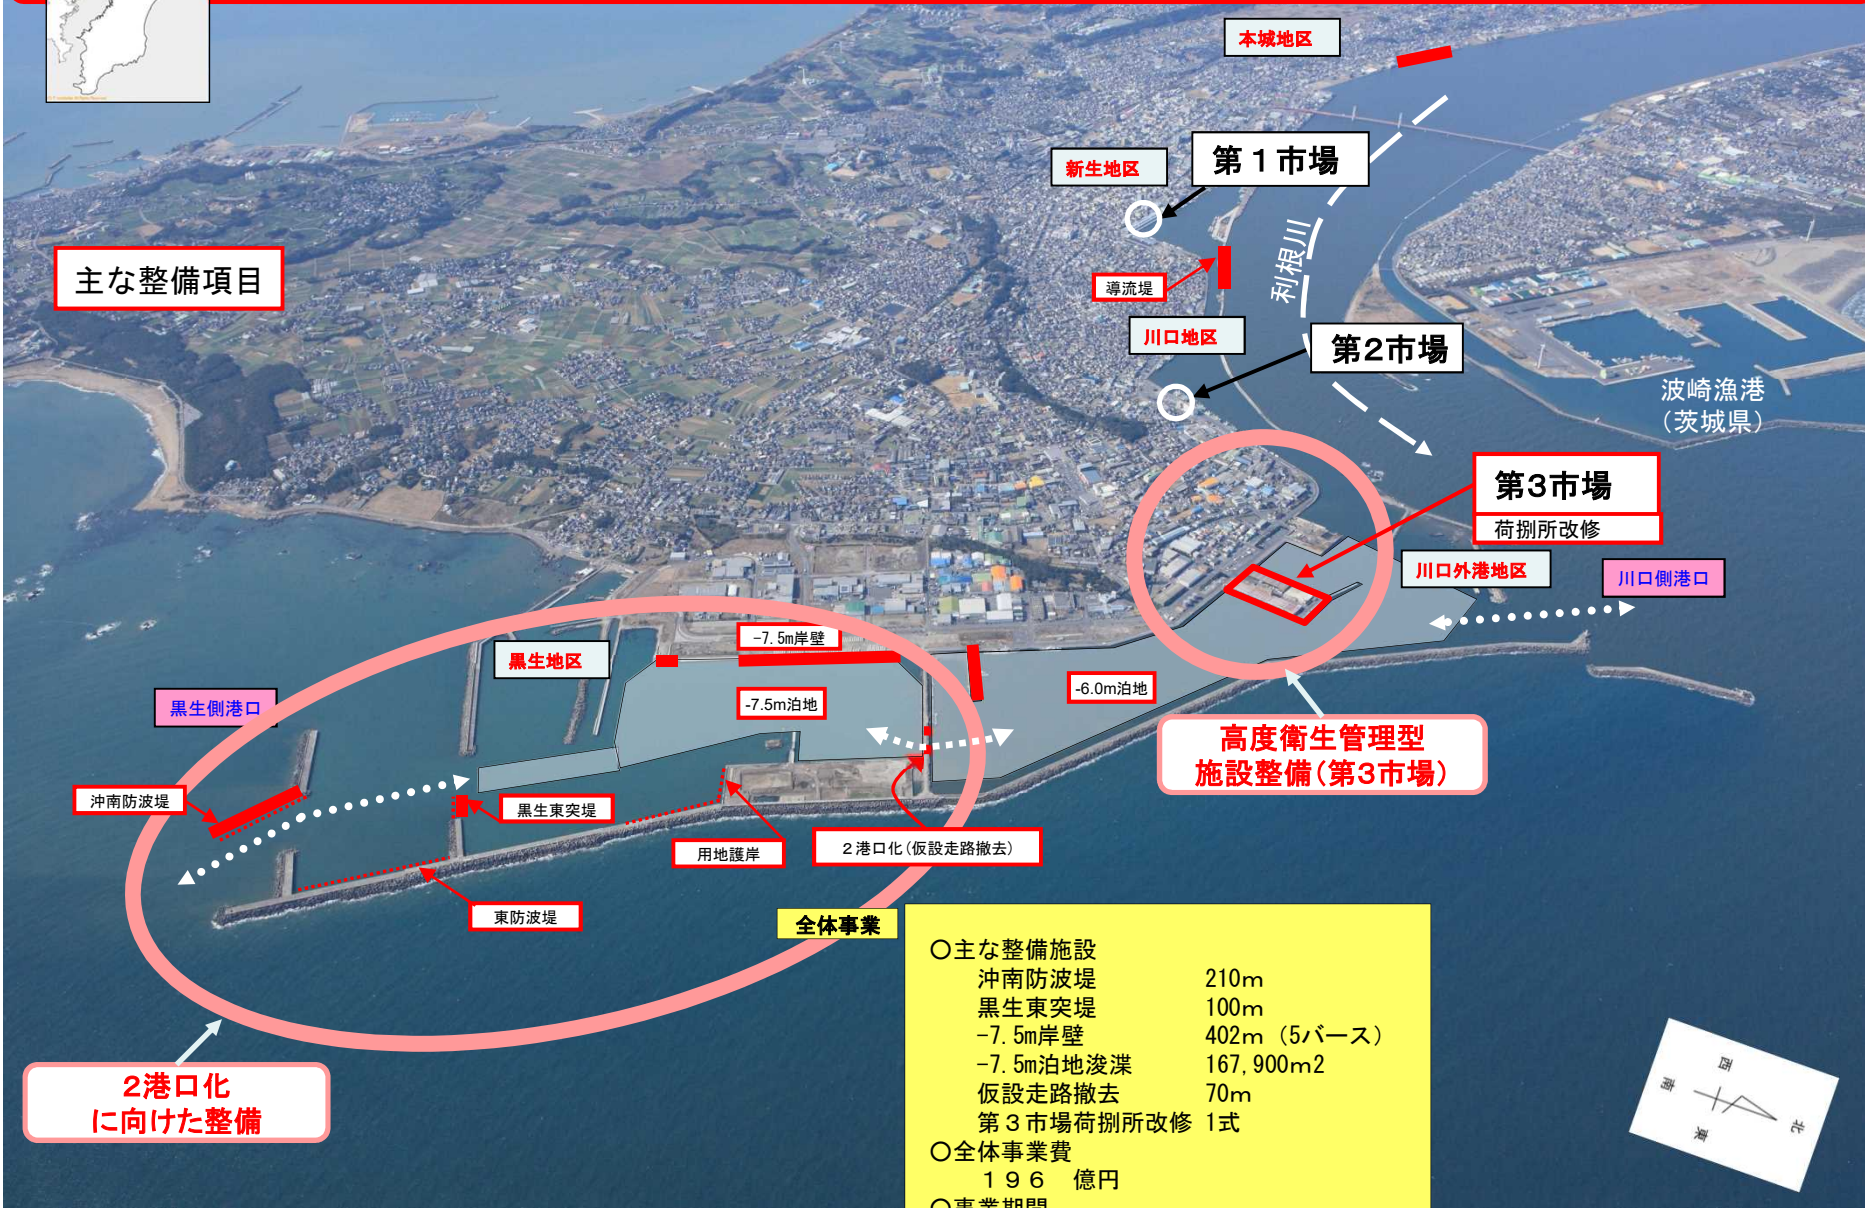 本城地区
新生地区
第１市場
主な整備項目
導流堤
利根川
川口地区
第2市場
波崎漁港
（茨城県）
第3市場
荷捌所改修
川口外港地区
川口側港口
-7.5m岸壁
黒生地区
-7.5m泊地
-6.0m泊地
黒生側港口
高度衛生管理型
施設整備（第3市場）
沖南防波堤
黒生東突堤
用地護岸
２港口化（仮設走路撤去）
東防波堤
全体事業
〇主な整備施設
沖南防波堤 210m
黒生東突堤 100m
-7.5m岸壁 402m（5バース）
-7.5m泊地浚渫 167,900m2
仮設走路撤去 70m
第３市場荷捌所改修 1式
〇全体事業費
１９６　億円
〇事業期間
2港口化
に向けた整備
西
南
北
東